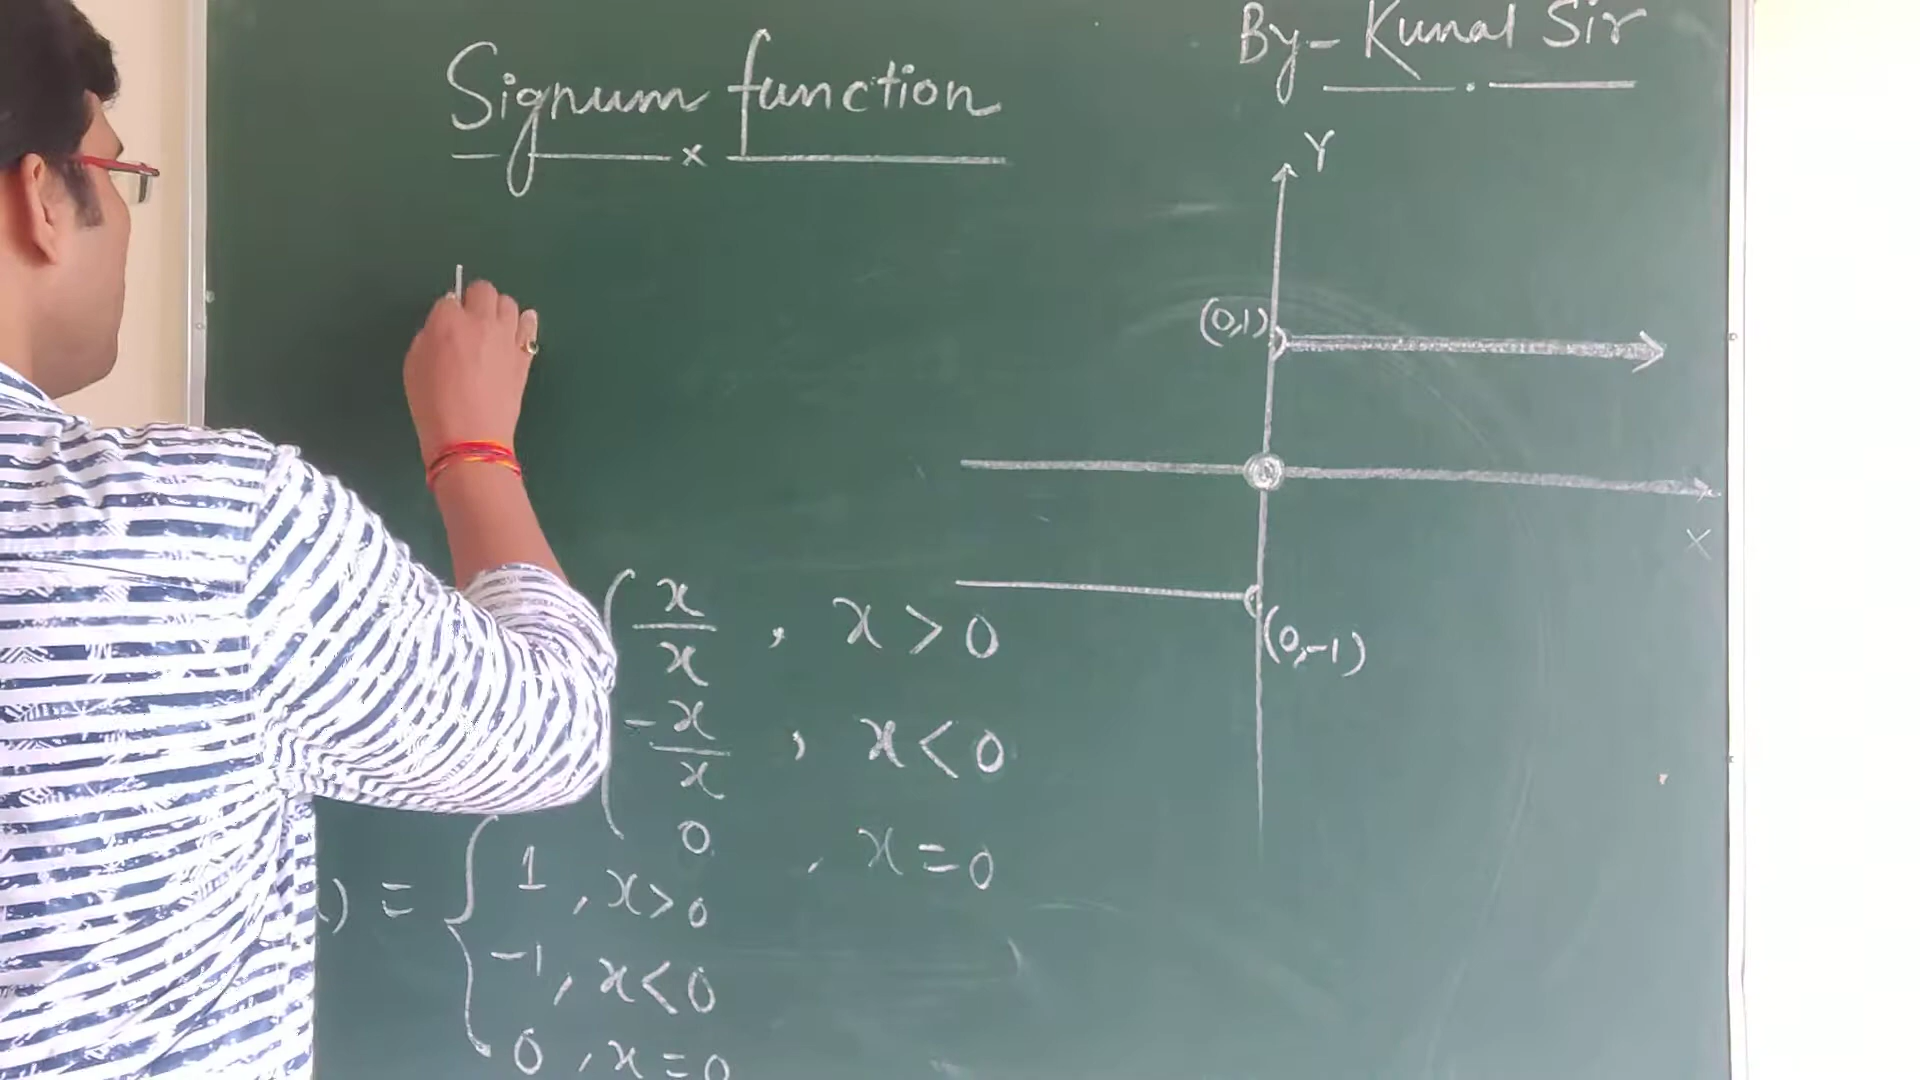 Signum function
By- Kunal Sir
Y
(0,1)
X
(0,-1)
x/x , x > 0
-x/x , x < 0
0 , x = 0
) = { 1 , x > 0
-1 , x < 0
0 , x = 0